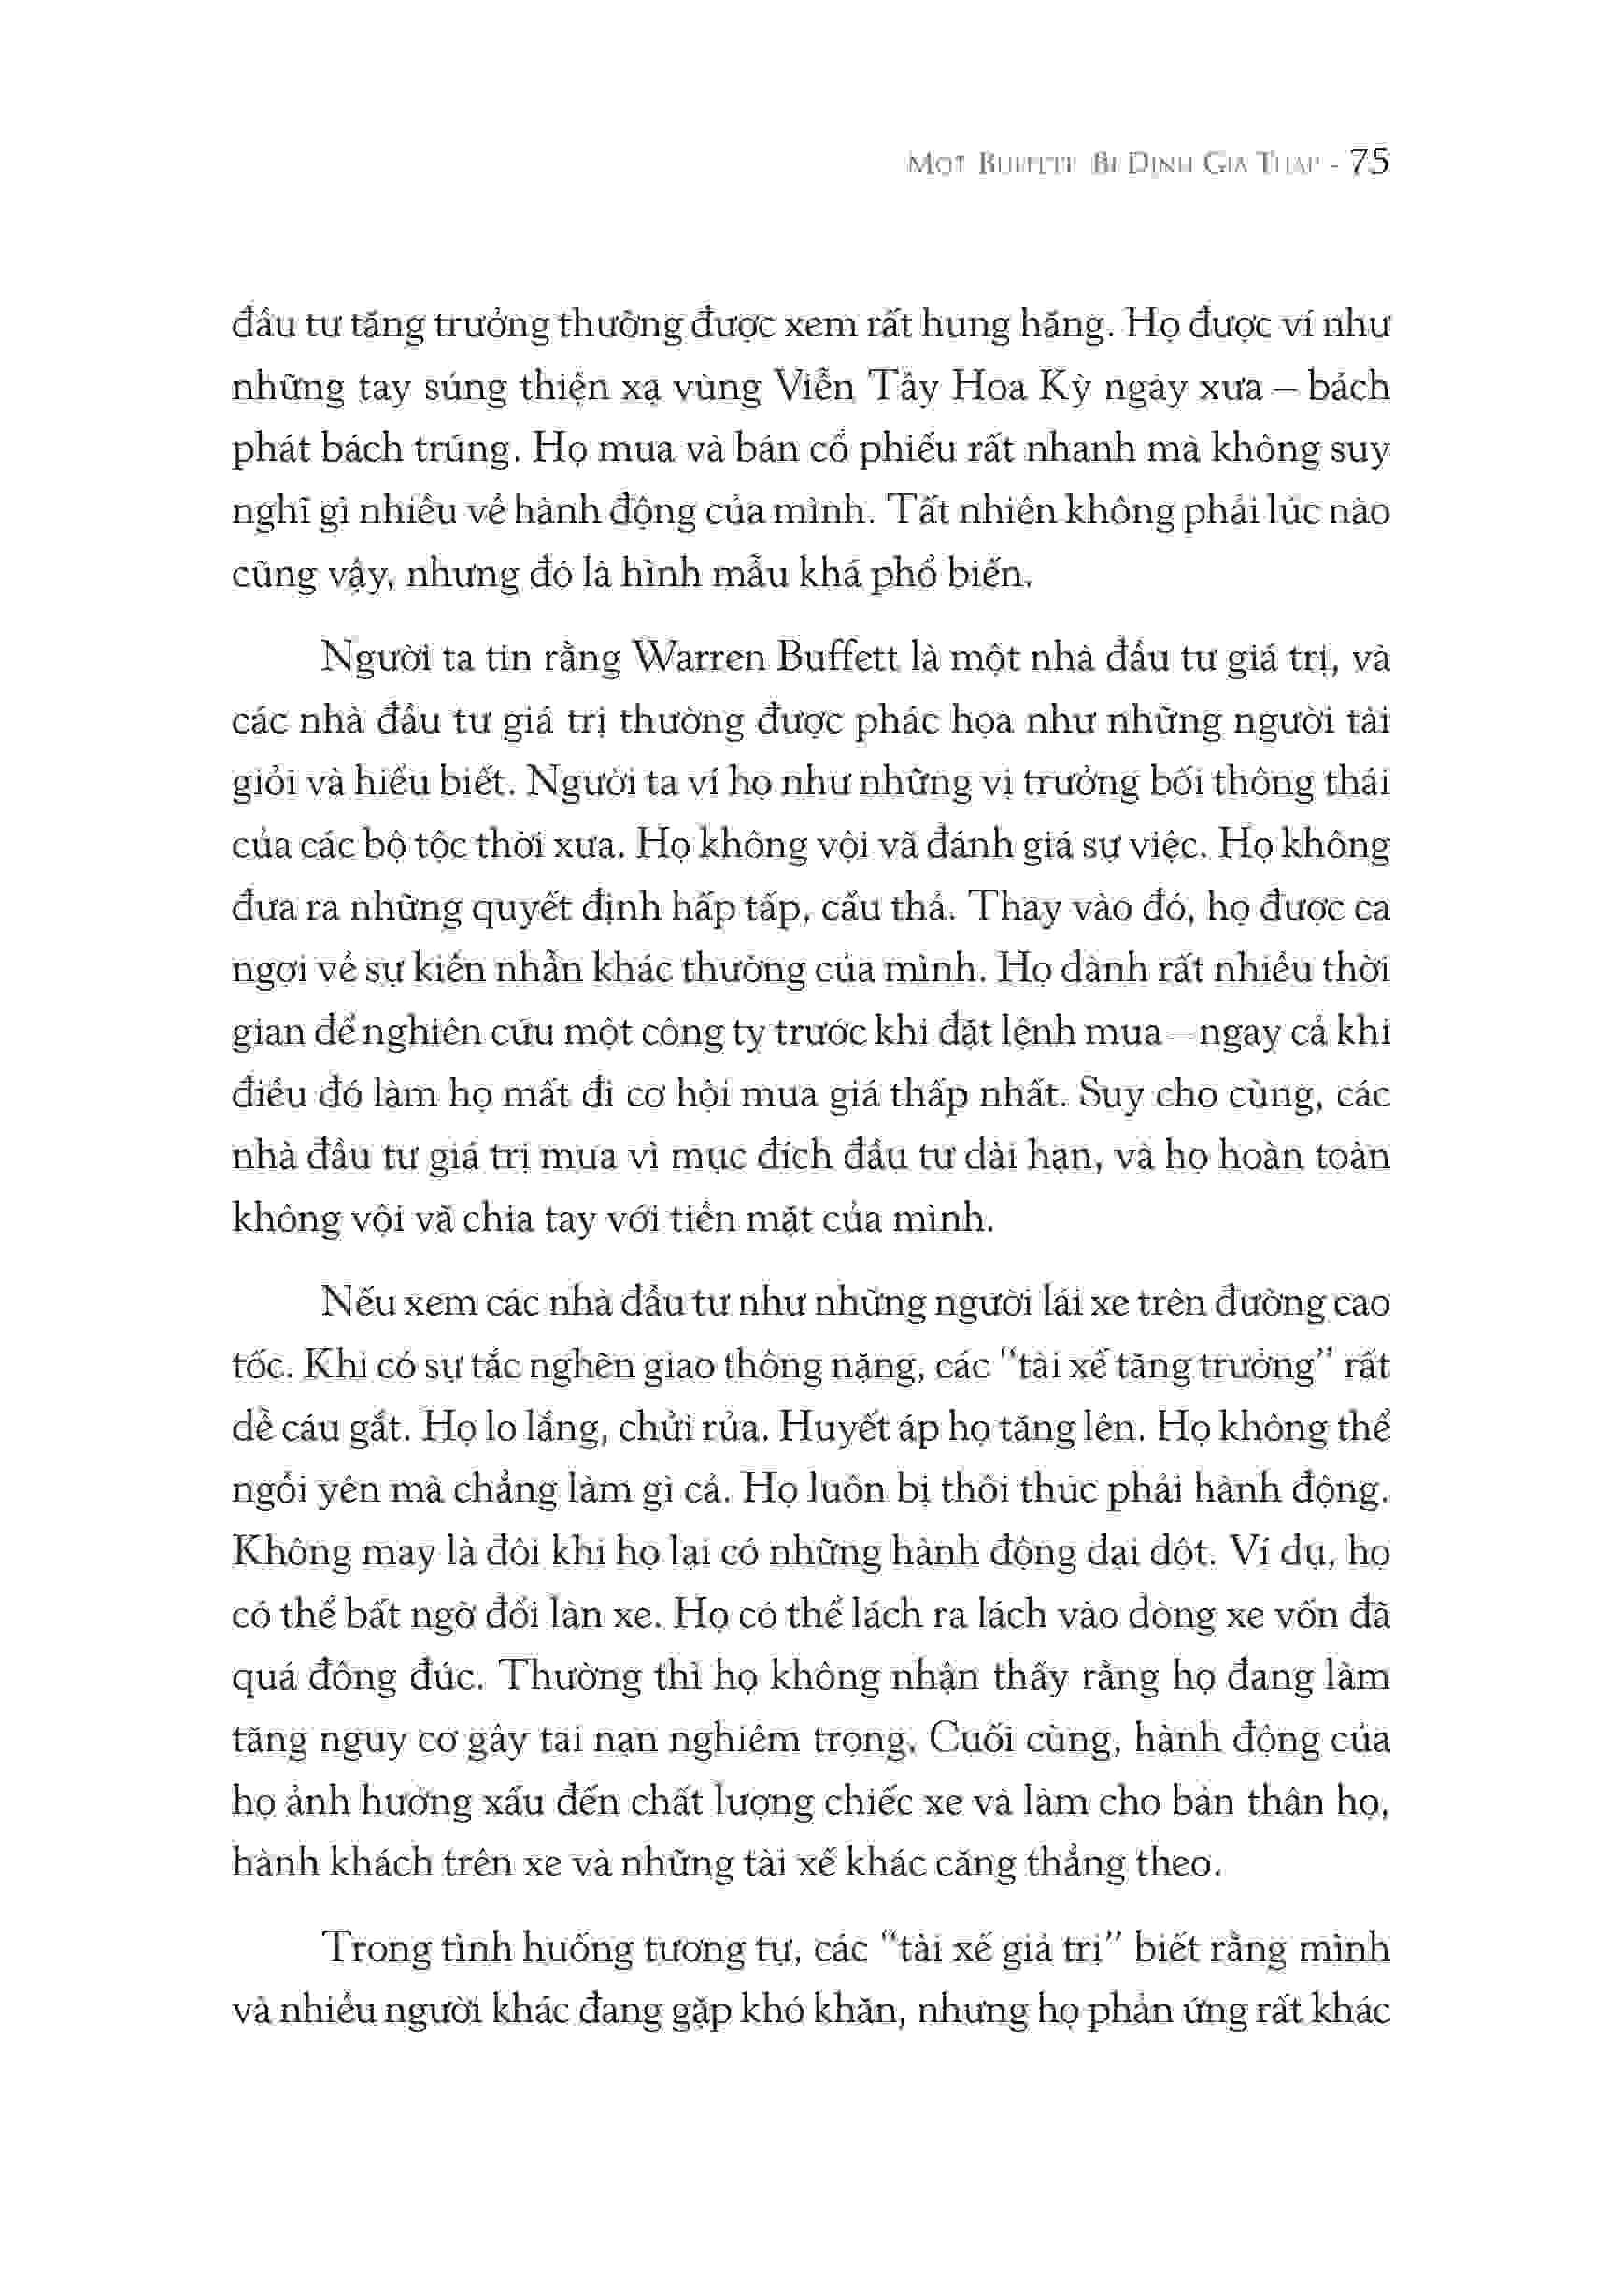 Một Buffett Bị Định Giá Thấp - 75
đầu tư tăng trưởng thường được xem rất hung hăng. Họ được ví như
những tay súng thiện xạ vùng Viễn Tây Hoa Kỳ ngày xưa – bách
phát bách trúng. Họ mua và bán cổ phiếu rất nhanh mà không suy
nghĩ gì nhiều về hành động của mình. Tất nhiên không phải lúc nào
cũng vậy, nhưng đó là hình mẫu khá phổ biến.
Người ta tin rằng Warren Buffett là một nhà đầu tư giá trị, và
các nhà đầu tư giá trị thường được phác họa như những người tài
giỏi và hiểu biết. Người ta ví họ như những vị trưởng bối thông thái
của các bộ tộc thời xưa. Họ không vội vã đánh giá sự việc. Họ không
đưa ra những quyết định hấp tấp, cẩu thả. Thay vào đó, họ được ca
ngợi về sự kiên nhẫn khác thường của mình. Họ dành rất nhiều thời
gian để nghiên cứu một công ty trước khi đặt lệnh mua – ngay cả khi
điều đó làm họ mất đi cơ hội mua giá thấp nhất. Suy cho cùng, các
nhà đầu tư giá trị mua vì mục đích đầu tư dài hạn, và họ hoàn toàn
không vội vã chia tay với tiền mặt của mình.
Nếu xem các nhà đầu tư như những người lái xe trên đường cao
tốc. Khi có sự tắc nghẽn giao thông nặng, các “tài xế tăng trưởng” rất
dễ cáu gắt. Họ lo lắng, chửi rủa. Huyết áp họ tăng lên. Họ không thể
ngồi yên mà chẳng làm gì cả. Họ luôn bị thôi thúc phải hành động.
Không may là đôi khi họ lại có những hành động dại dột. Ví dụ, họ
có thể bất ngờ đổi làn xe. Họ có thể lách ra lách vào dòng xe vốn đã
quá đông đúc. Thường thì họ không nhận thấy rằng họ đang làm
tăng nguy cơ gây tai nạn nghiêm trọng. Cuối cùng, hành động của
họ ảnh hưởng xấu đến chất lượng chiếc xe và làm cho bản thân họ,
hành khách trên xe và những tài xế khác căng thẳng theo.
Trong tình huống tương tự, các “tài xế giá trị” biết rằng mình
và nhiều người khác đang gặp khó khăn, nhưng họ phản ứng rất khác